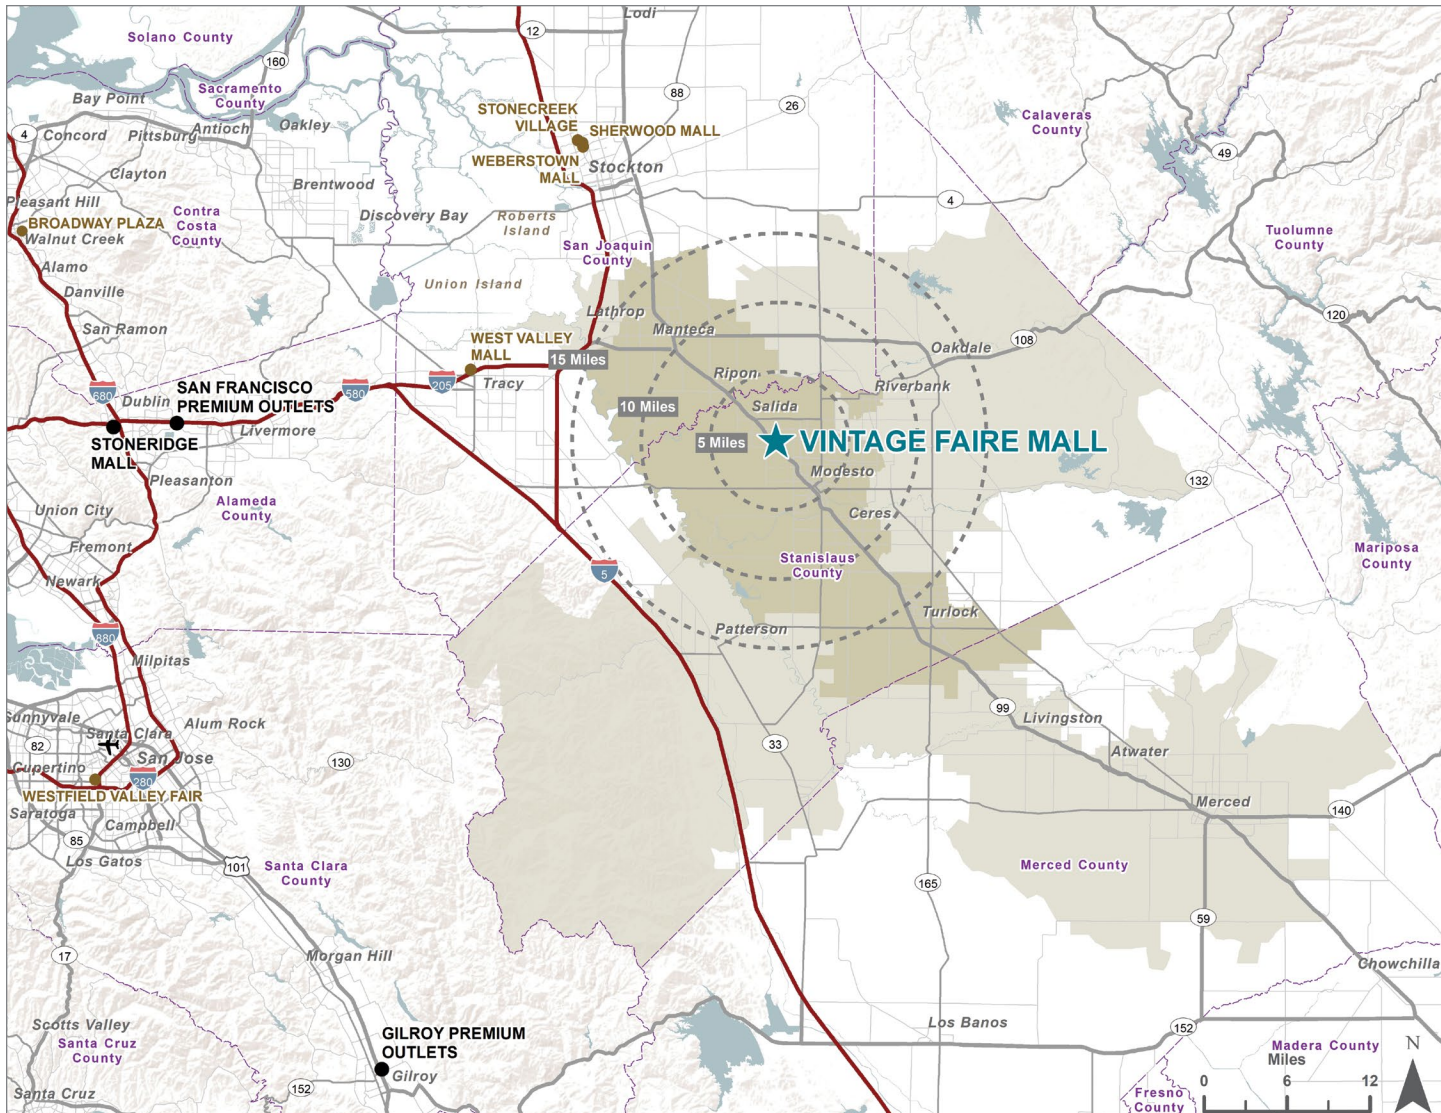 Lodi
Solano County
12
160
88
Sacramento
County
26
Bay Point
STONECREEK
VILLAGE
SHERWOOD MALL
Calaveras
County
4
Concord
Pittsburg
Antioch
Oakley
49
WEBERSTOWN
MALL
Stockton
Clayton
Brentwood
Pleasant Hill
4
Contra
Costa
County
Discovery Bay
Roberts
Island
BROADWAY PLAZA
Walnut Creek
San Joaquin
County
Tuolumne
County
Alamo
Danville
Union Island
Lathrop
120
San Ramon
Manteca
WEST VALLEY
MALL
108
Oakdale
15 Miles
Ripon
680
Dublin
SAN FRANCISCO
PREMIUM OUTLETS
580
205
Tracy
Riverbank
10 Miles
Salida
STONERIDGE
MALL
Livermore
5 Miles
VINTAGE FAIRE MALL
Modesto
Pleasanton
132
Alameda
County
Union City
Ceres
Fremont
Mariposa
County
Stanislaus
County
5
Newark
Turlock
880
Patterson
Milpitas
99
Livingston
Sunnyvale
Alum Rock
Santa Clara
82
33
Atwater
San Jose
130
Cupertino
280
WESTFIELD VALLEY FAIR
Merced
140
Saratoga
Campbell
85
Los Gatos
101
Santa Clara
County
Merced County
165
59
17
Morgan Hill
Chowchilla
Scotts Valley
Los Banos
152
GILROY PREMIUM
OUTLETS
Santa Cruz
County
Madera County
N
Miles
Gilroy
0
6
12
152
Santa Cruz
Fresno
County